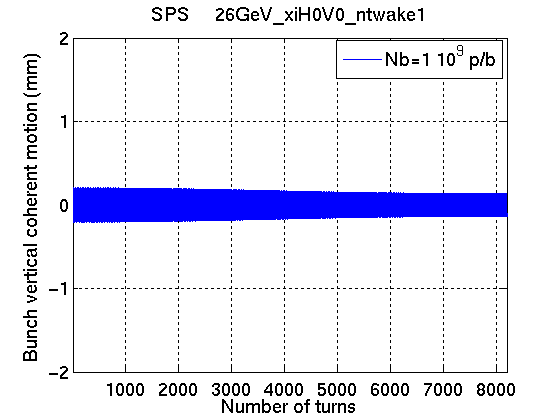 SPS 26GeV_xiH0V0_ntwake1
Nb=1 10^9 p/b
Bunch vertical coherent motion (mm)
2
1
0
−1
−2
1000 2000 3000 4000 5000 6000 7000 8000
Number of turns